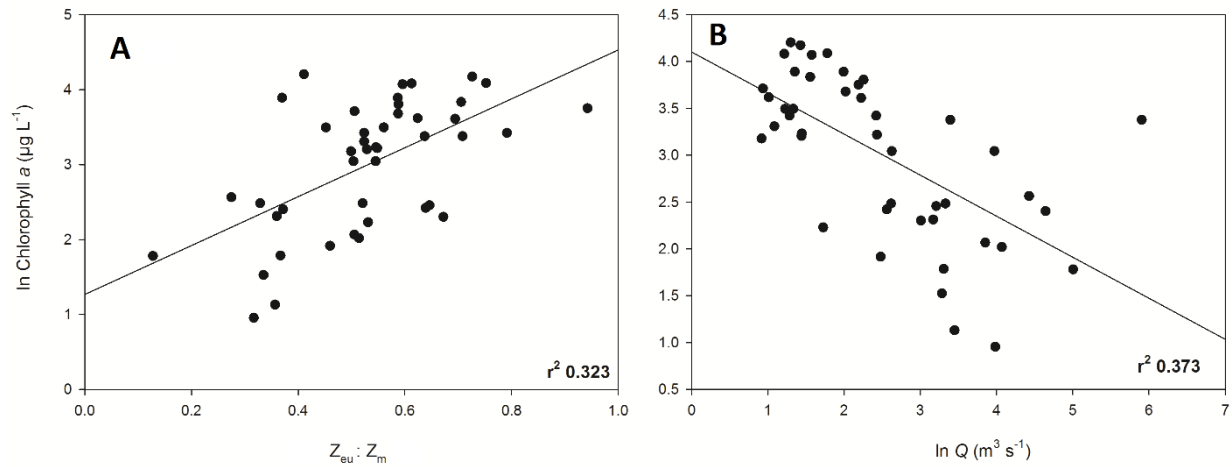 A
5
4
3
2
1
0
ln Chlorophyll a (µg L⁻¹)
0.0 0.2 0.4 0.6 0.8 1.0
Z_eu : Z_m
r² 0.323
B
4.5
4.0
3.5
3.0
2.5
2.0
1.5
1.0
0.5
0 1 2 3 4 5 6 7
ln Q (m³ s⁻¹)
r² 0.373